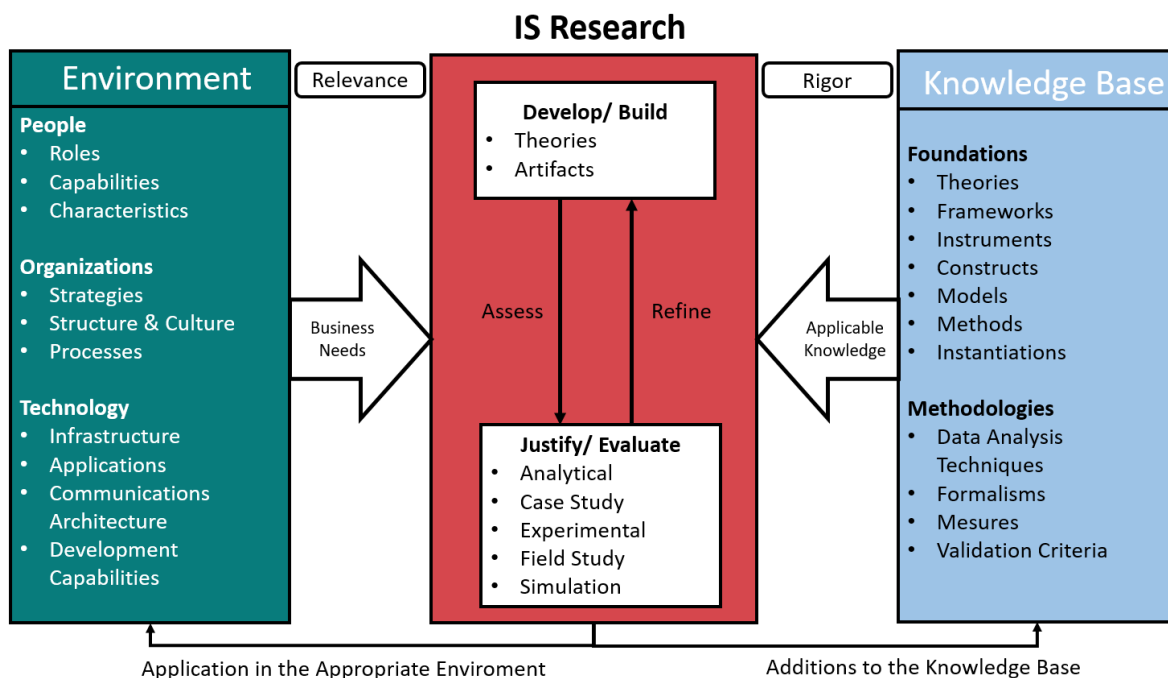 IS Research
Environment
Relevance
Rigor
Knowledge Base
People
• Roles
• Capabilities
• Characteristics
Organizations
• Strategies
• Structure & Culture
• Processes
Technology
• Infrastructure
• Applications
• Communications
Architecture
• Development
Capabilities
Business
Needs
Develop/ Build
• Theories
• Artifacts
Assess
Refine
Justify/ Evaluate
• Analytical
• Case Study
• Experimental
• Field Study
• Simulation
Applicable
Knowledge
Foundations
• Theories
• Frameworks
• Instruments
• Constructs
• Models
• Methods
• Instantiations
Methodologies
• Data Analysis
Techniques
• Formalisms
• Mesures
• Validation Criteria
Application in the Appropriate Enviroment
Additions to the Knowledge Base